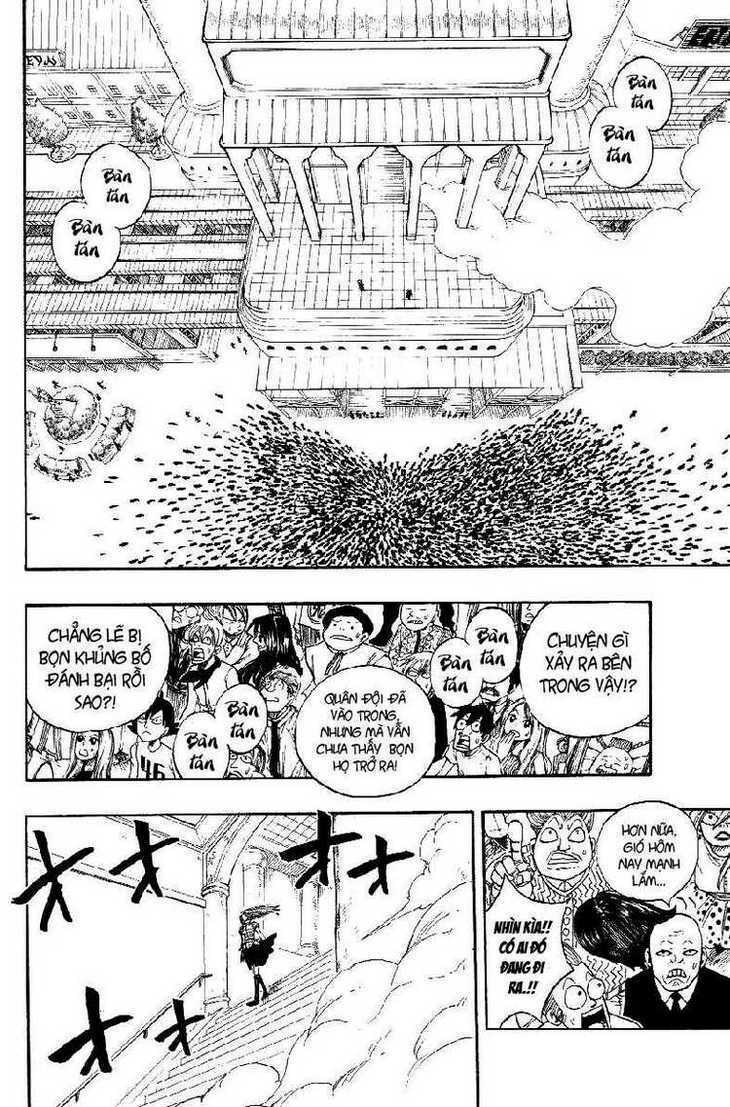 Bàn
tán
Bàn
tán
Bàn
tán
Bàn
tán
CHUYỆN GÌ
XẢY RA BÊN
TRONG VẬY!?
Bàn
tán
Bàn
tán
QUÂN ĐỘI ĐÃ
VÀO TRONG,
NHƯNG MÀ VẪN
CHƯA THẤY BỌN
HỌ TRỞ RA!
Bàn
tán
Bàn
tán
CHẲNG LẼ BỊ
BỌN KHỦNG BỐ
ĐÁNH BẠI RỒI
SAO?!
46
HƠN NỮA,
GIÓ HÔM
NAY MẠNH
LẮM...
NHÌN KÌA!!
CÓ AI ĐÓ
ĐANG ĐI
RA..!!